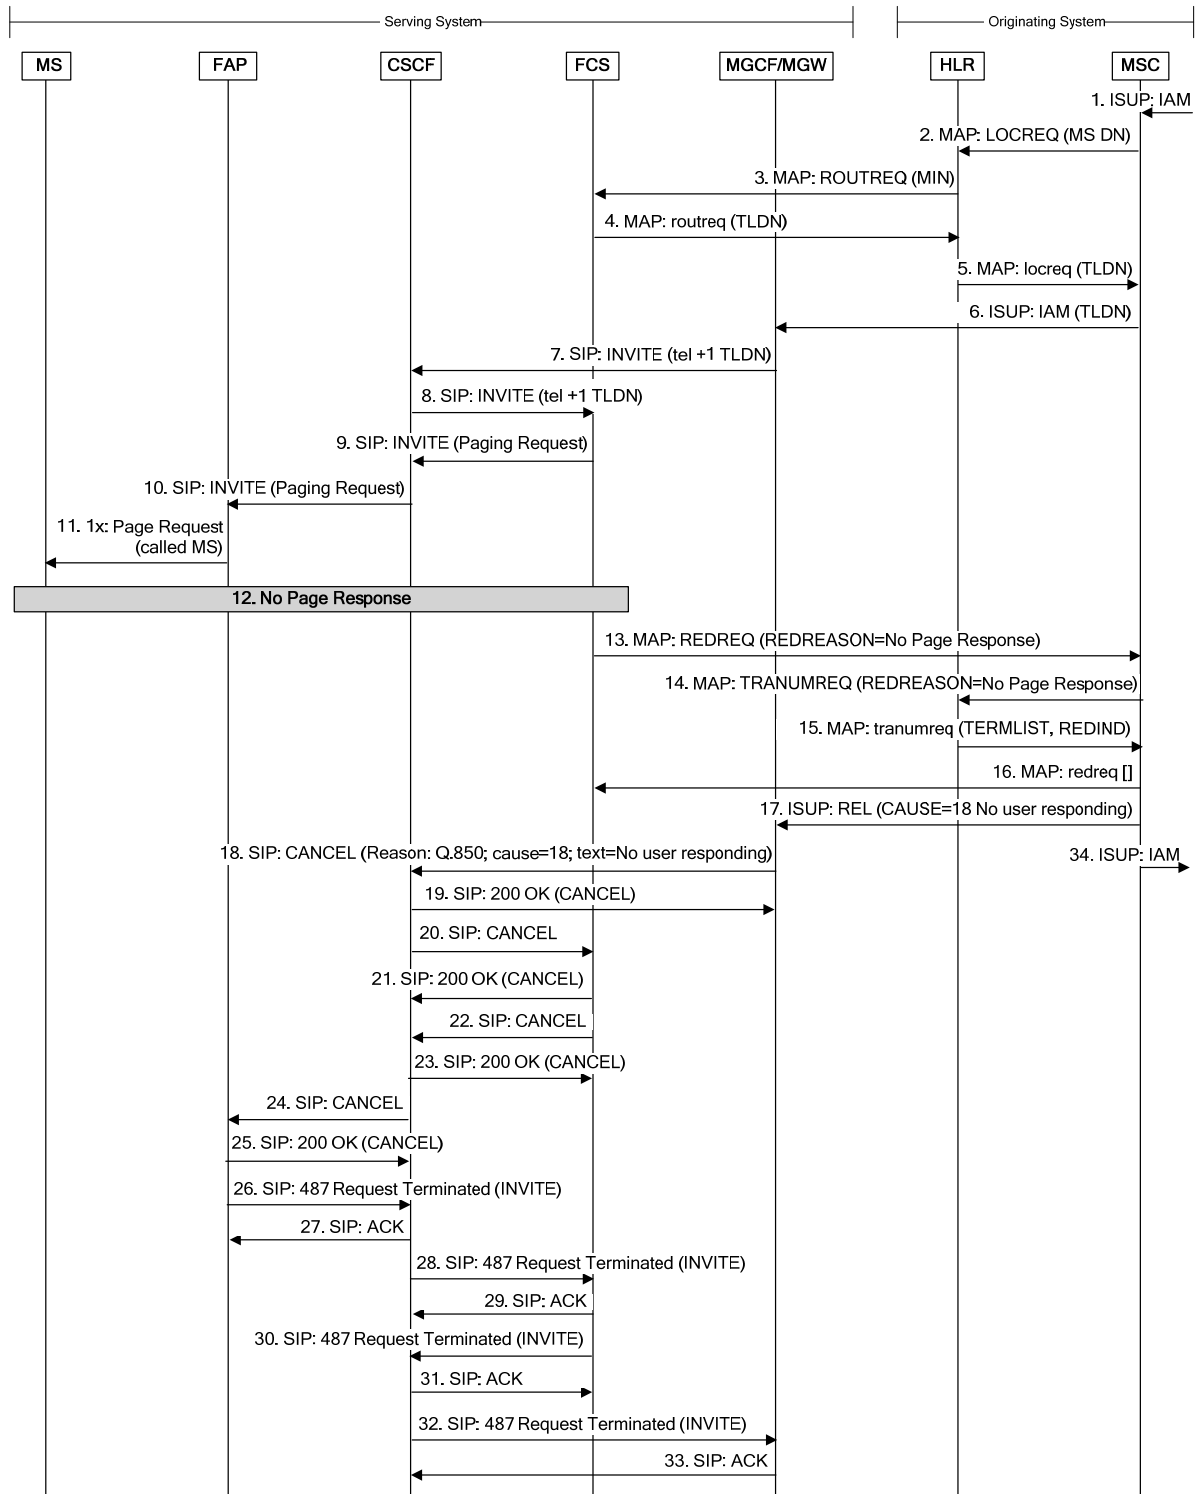 Serving System
Originating System
MS
FAP
CSCF
FCS
MGCF/MGW
HLR
MSC
1. ISUP: IAM
2. MAP: LOCREQ (MS DN)
3. MAP: ROUTREQ (MIN)
4. MAP: routreq (TLDN)
5. MAP: locreq (TLDN)
6. ISUP: IAM (TLDN)
7. SIP: INVITE (tel +1 TLDN)
8. SIP: INVITE (tel +1 TLDN)
9. SIP: INVITE (Paging Request)
10. SIP: INVITE (Paging Request)
11. 1x: Page Request
(called MS)
12. No Page Response
13. MAP: REDREQ (REDREASON=No Page Response)
14. MAP: TRANUMREQ (REDREASON=No Page Response)
15. MAP: tranumreq (TERMLIST, REDIND)
16. MAP: redreq []
17. ISUP: REL (CAUSE=18 No user responding)
18. SIP: CANCEL (Reason: Q.850; cause=18; text=No user responding)
34. ISUP: IAM
19. SIP: 200 OK (CANCEL)
20. SIP: CANCEL
21. SIP: 200 OK (CANCEL)
22. SIP: CANCEL
23. SIP: 200 OK (CANCEL)
24. SIP: CANCEL
25. SIP: 200 OK (CANCEL)
26. SIP: 487 Request Terminated (INVITE)
27. SIP: ACK
28. SIP: 487 Request Terminated (INVITE)
29. SIP: ACK
30. SIP: 487 Request Terminated (INVITE)
31. SIP: ACK
32. SIP: 487 Request Terminated (INVITE)
33. SIP: ACK